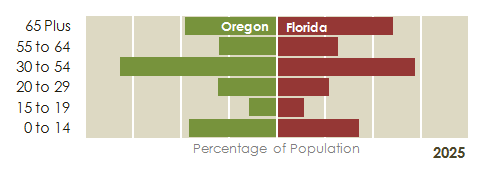 65 Plus
Oregon Florida
55 to 64
30 to 54
20 to 29
15 to 19
0 to 14
Percentage of Population
2025